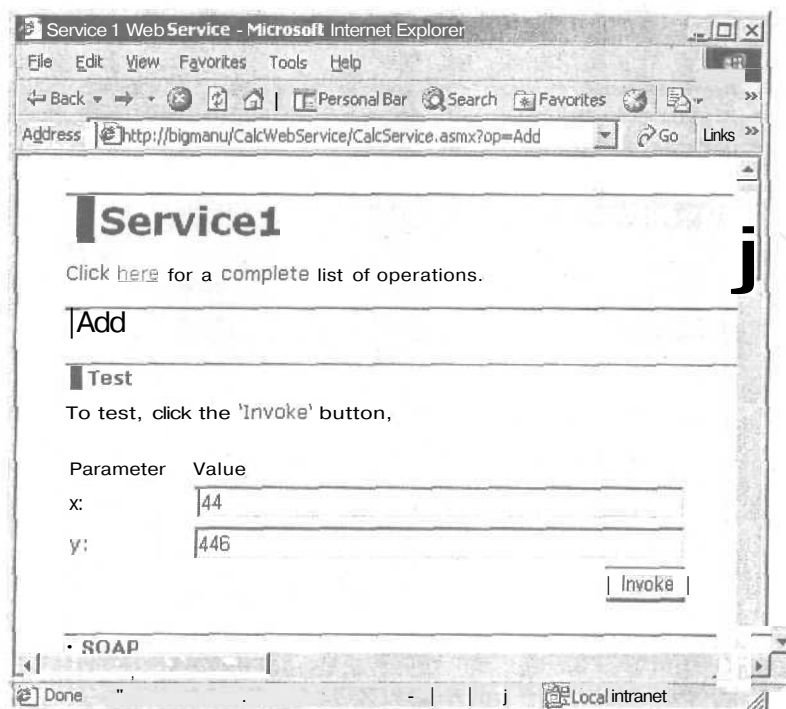 Service 1 Web Service - Microsoft Internet Explorer
File Edit View Favorites Tools Help
Back Personal Bar Search Favorites »
Address http://bigmanu/CalcWebService/CalcService.asmx?op=Add Go Links »
Service1
j
Click here for a complete list of operations.
Add
Test
To test, click the 'Invoke' button,
Parameter Value
x: 44
y: 446
Invoke
SOAP
Done " . - | | j Local intranet